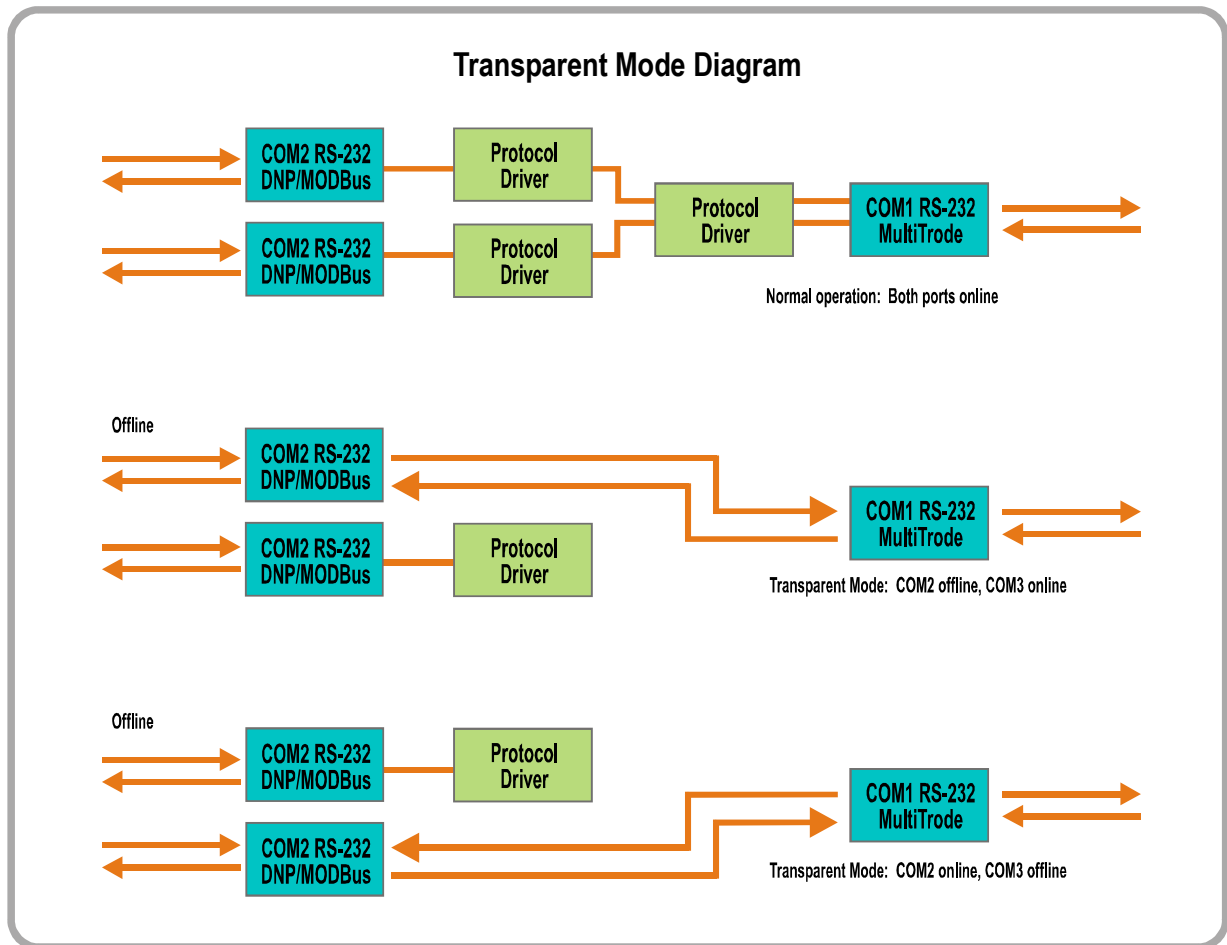 Transparent Mode Diagram
COM2 RS-232
DNP/MODBus
Protocol
Driver
COM2 RS-232
DNP/MODBus
Protocol
Driver
Protocol
Driver
COM1 RS-232
MultiTrode
Normal operation: Both ports online
Offline
COM2 RS-232
DNP/MODBus
COM2 RS-232
DNP/MODBus
Protocol
Driver
COM1 RS-232
MultiTrode
Transparent Mode: COM2 offline, COM3 online
Offline
COM2 RS-232
DNP/MODBus
Protocol
Driver
COM2 RS-232
DNP/MODBus
COM1 RS-232
MultiTrode
Transparent Mode: COM2 online, COM3 offline